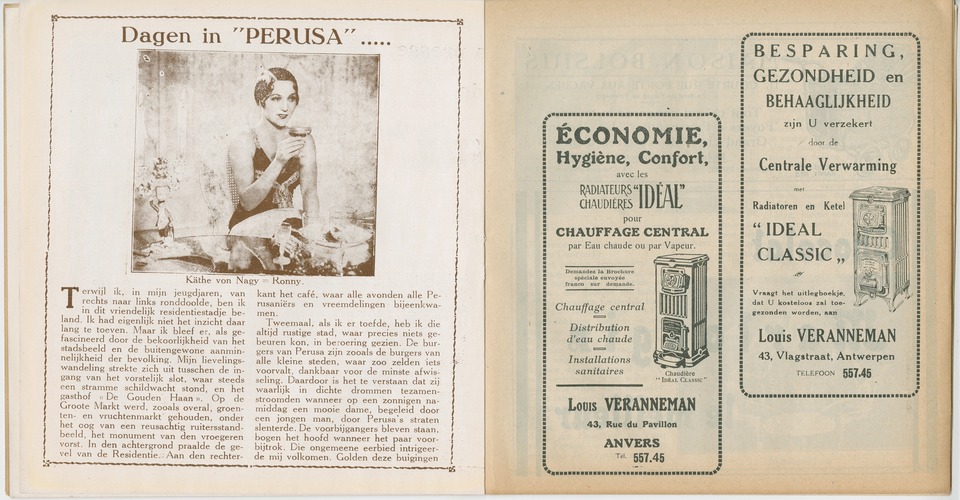 Dagen in "PERUSA".....
Käthe von Nagy = Ronny.
Terwijl ik, in mijn jeugdjaren, van
rechts naar links ronddoolde, ben ik
in dit vriendelijk residentiestadje be-
land. Ik had eigenlijk niet het inzicht daar
lang te toeven. Maar ik bleef er, als ge-
fascineerd door de bekoorlijkheid van het
stadsbeeld en de buitengewone aanmin-
nelijkheid der bevolking. Mijn lievelings-
wandeling strekte zich uit tusschen de in-
gang van het vorstelijk slot, waar steeds
een stramme schildwacht stond, en het
gasthof «De Gouden Haan». Op de
Groote Markt werd, zooals overal, groen-
ten- en vruchtenmarkt gehouden, onder
het oog van een reusachtig ruiterstand-
beeld, het monument van den vroegeren
vorst. In den achtergrond praalde de ge-
vel van de Residentie. Aan den rechter-
kant het café, waar alle avonden alle Pe-
rusaniërs en vreemdelingen bijeenkwa-
men.
Tweemaal, als ik er toefde, heb ik die
altijd rustige stad, waar precies niets ge-
beuren kon, in beroering gezien. De bur-
gers van Perusa zijn zooals de burgers van
alle kleine steden, waar zoo zelden iets
voorvalt, dankbaar voor de minste afwis-
seling. Daardoor is het te verstaan dat zij
waarlijk in dichte drommen tezamen-
stroomden wanneer op een zonnigen na-
middag een mooie dame, begeleid door
een jongen man, door Perusa's straten
slenterde. De voorbijgangers bleven staan,
bogen het hoofd wanneer het paar voor-
bijtrok. Die ongemeene eerbied intrigeer-
de mij volkomen. Golden deze buigingen
ÉCONOMIE,
Hygiène, Confort,
avec les
RADIATEURS
CHAUDIÈRES "IDÉAL"
pour
CHAUFFAGE CENTRAL
par Eau chaude ou par Vapeur.
Demandez la Brochure
spéciale envoyée
franco sur demande.
Chauffage central
Distribution
d'eau chaude
Installations
sanitaires
Chaudière
"IDEAL CLASSIC"
Louis VERANNEMAN
43, Rue du Pavillon
ANVERS
Tél. 557.45
BESPARING,
GEZONDHEID en
BEHAAGLIJKHEID
zijn U verzekert
door de
Centrale Verwarming
met
Radiatoren en Ketel
"IDEAL
CLASSIC„
Vraagt het uitlegboekje,
dat U kosteloos zal toe-
gezonden worden, aan
Louis VERANNEMAN
43, Vlagstraat, Antwerpen
TELEFOON 557.45